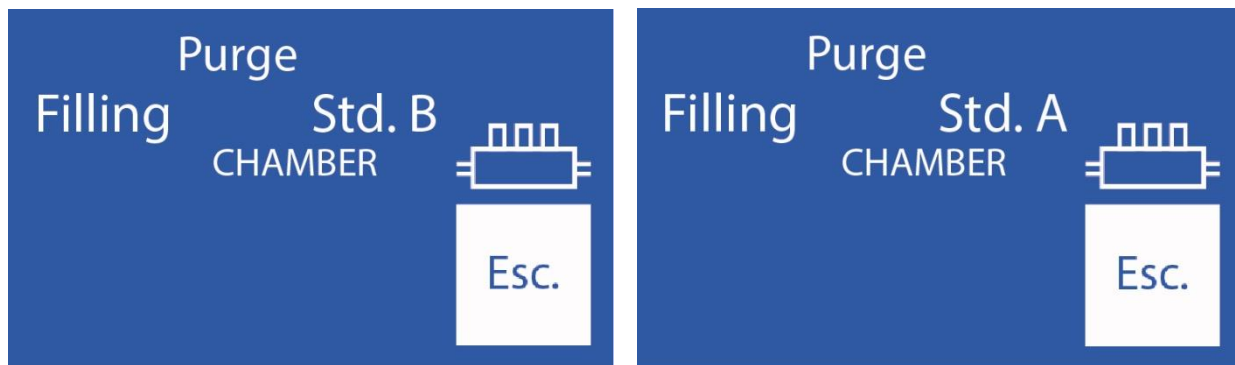 Purge
Filling Std. B
CHAMBER
Esc.
Purge
Filling Std. A
CHAMBER
Esc.